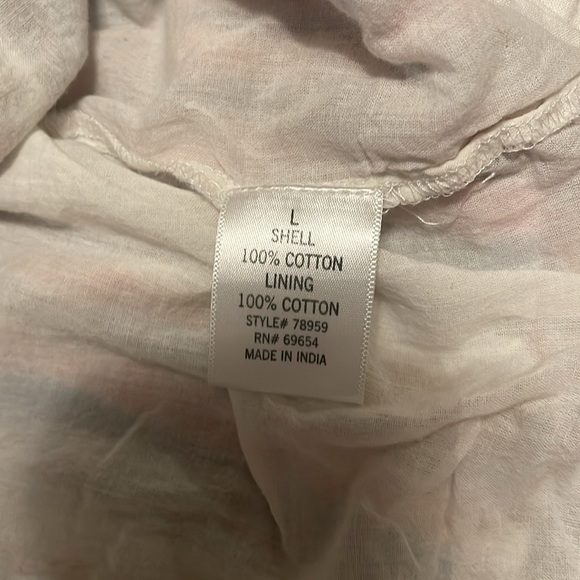 L
SHELL
100% COTTON
LINING
100% COTTON
STYLE# 78959
RN# 69654
MADE IN INDIA